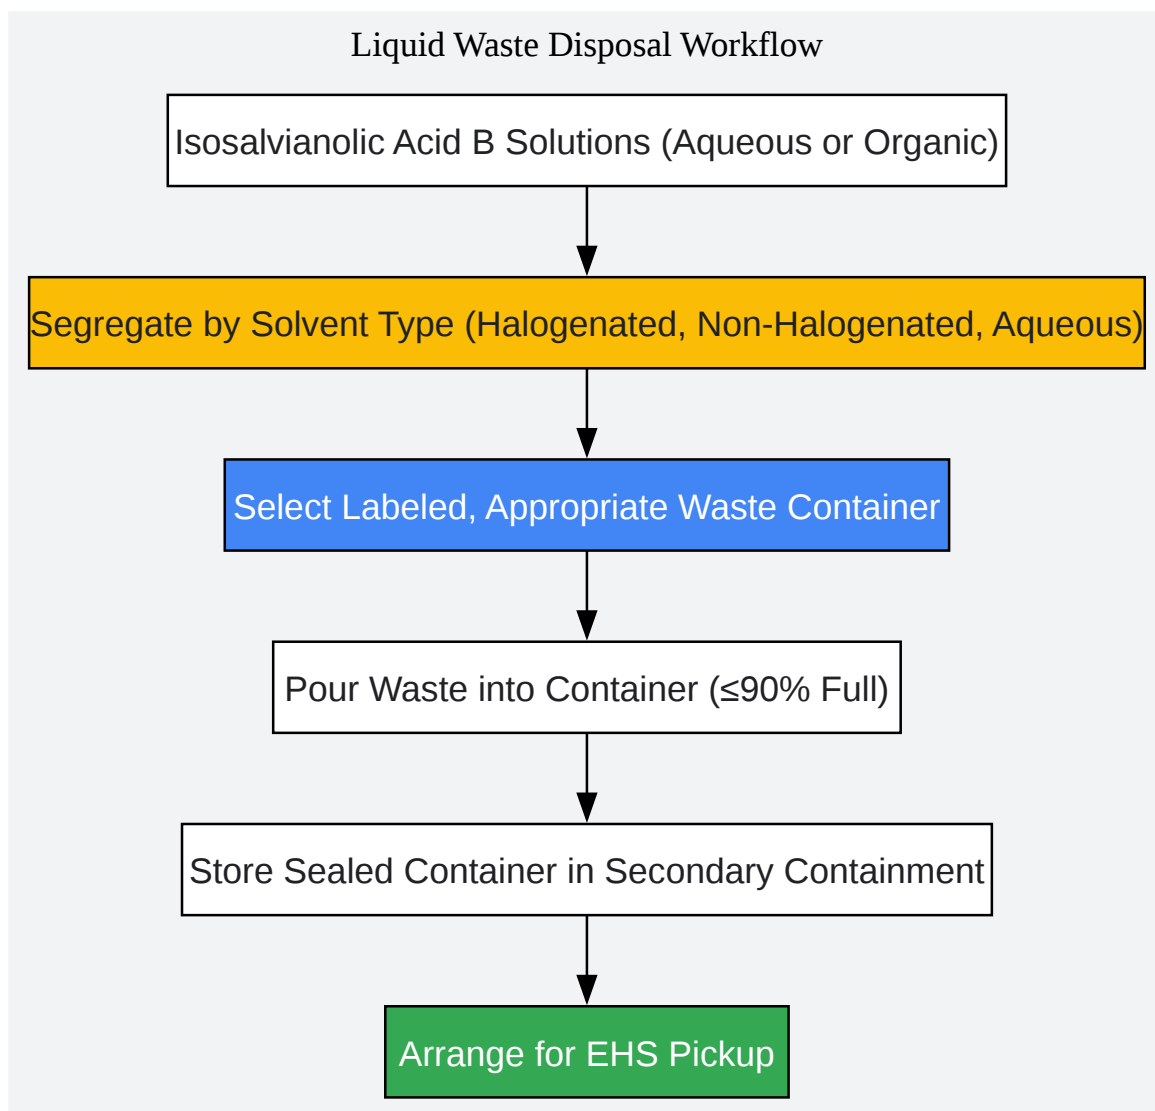 Liquid Waste Disposal Workflow
Isosalvianolic Acid B Solutions (Aqueous or Organic)
Segregate by Solvent Type (Halogenated, Non-Halogenated, Aqueous)
Select Labeled, Appropriate Waste Container
Pour Waste into Container (≤90% Full)
Store Sealed Container in Secondary Containment
Arrange for EHS Pickup